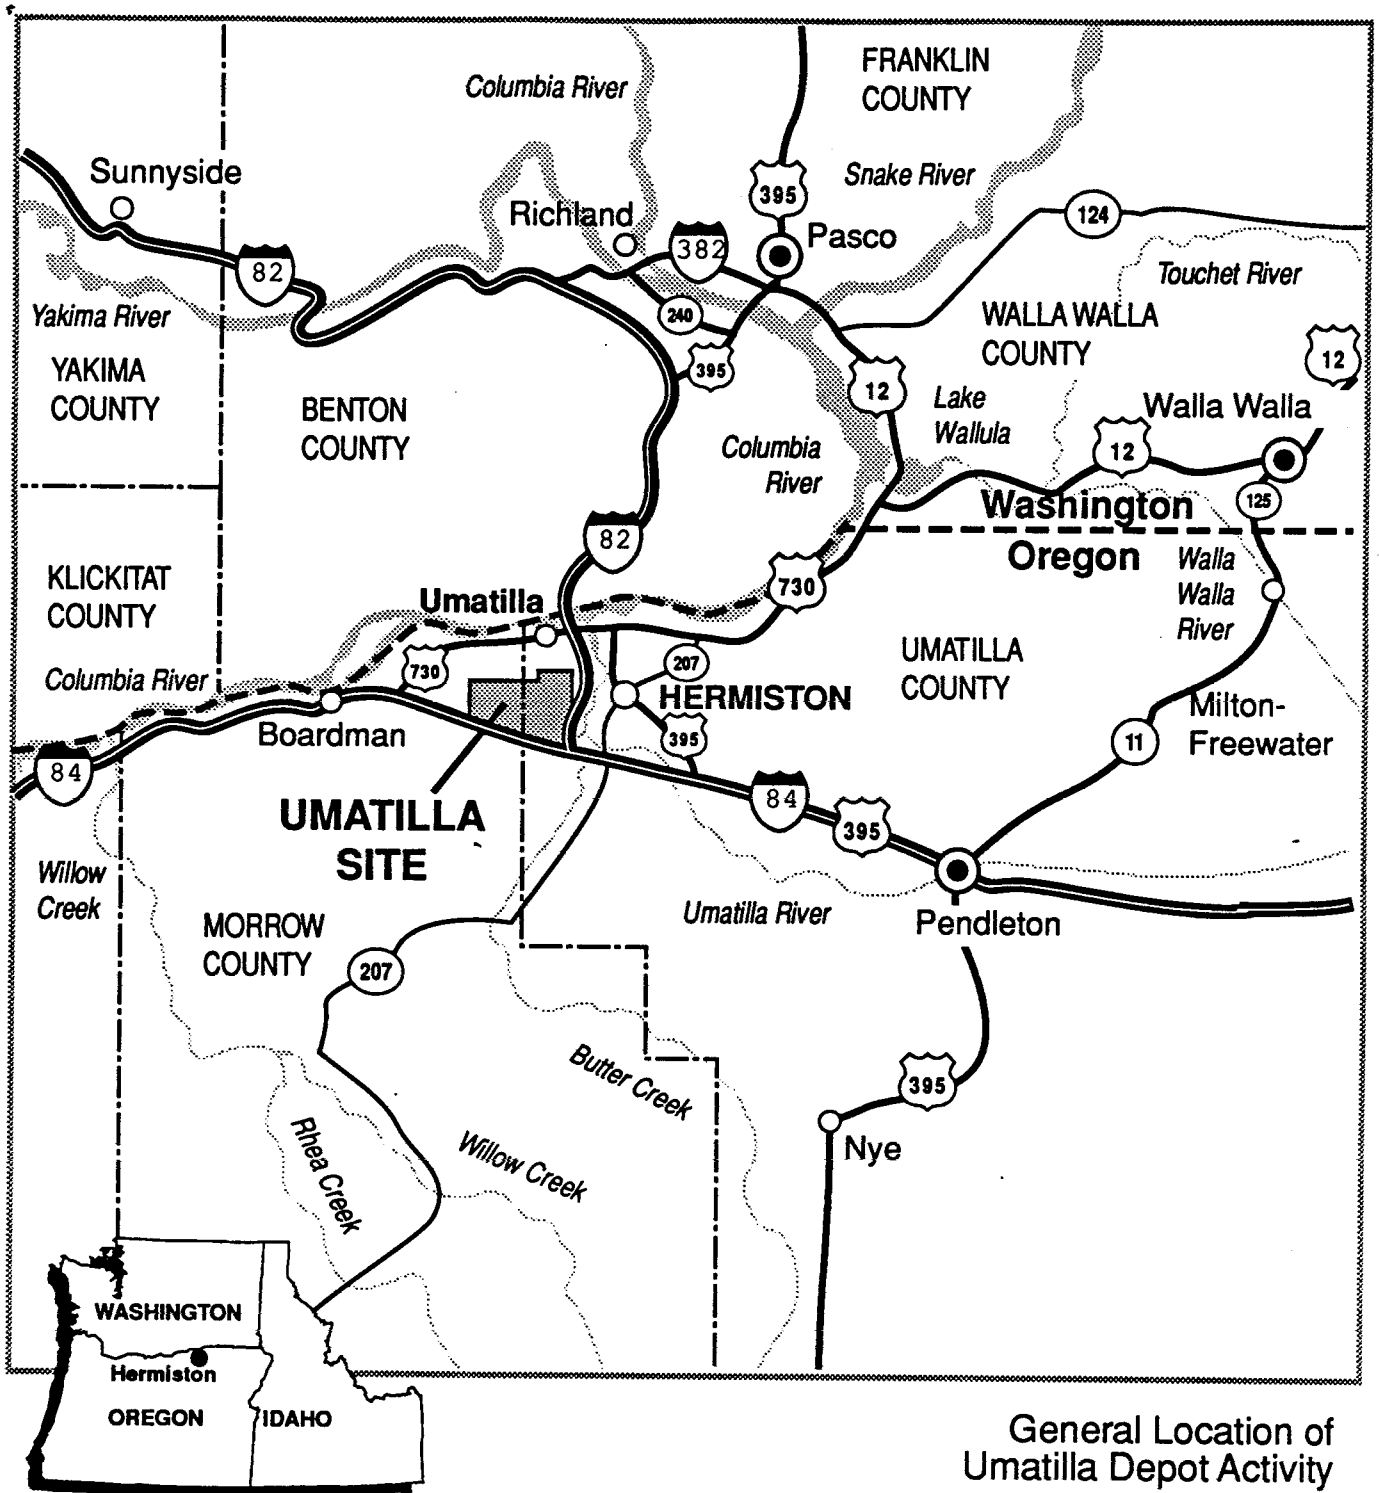 Columbia River
FRANKLIN
COUNTY
Sunnyside
Snake River
395
Richland
124
382
Pasco
82
Touchet River
Yakima River
240
WALLA WALLA
COUNTY
YAKIMA
COUNTY
395
12
12
BENTON
COUNTY
Lake
Wallula
Walla Walla
Columbia
River
12
125
Washington
82
Oregon
KLICKITAT
COUNTY
Umatilla
730
Walla
Walla
River
730
207
UMATILLA
COUNTY
Columbia River
HERMISTON
Boardman
395
Milton-
Freewater
11
84
84
UMATILLA
SITE
395
Willow
Creek
Umatilla River
Pendleton
MORROW
COUNTY
207
Butter Creek
395
Rhea Creek
Willow Creek
Nye
WASHINGTON
Hermiston
OREGON
IDAHO
General Location of
Umatilla Depot Activity